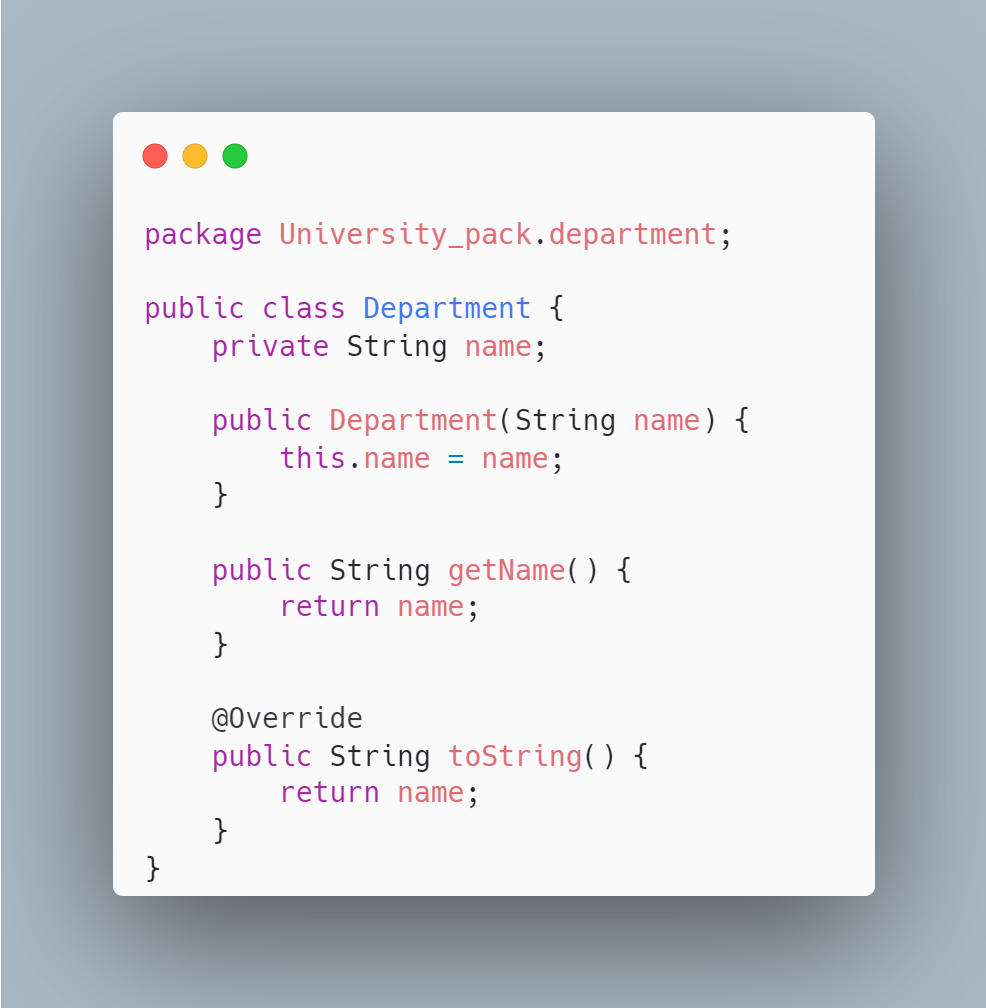 package University_pack.department;

public class Department {
    private String name;

    public Department(String name) {
        this.name = name;
    }

    public String getName() {
        return name;
    }

    @Override
    public String toString() {
        return name;
    }
}